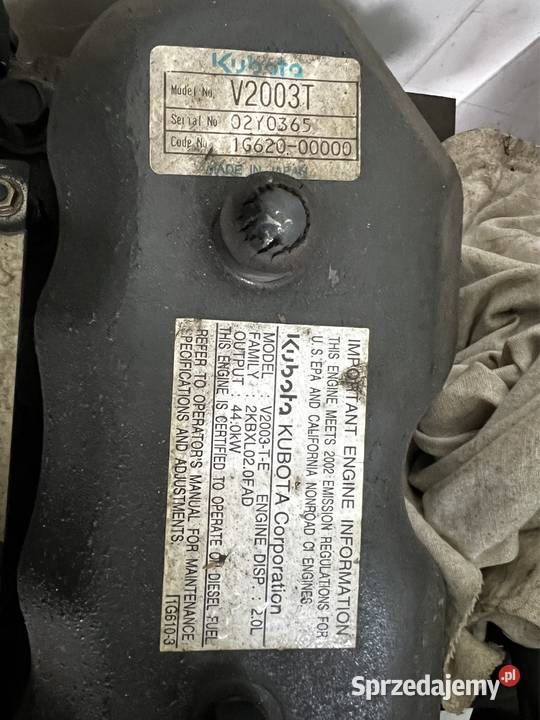 Kubota
Model No. V2003T
Serial No 02Y0365
Code No. 1G620-00000
MADE IN JAPAN
IMPORTANT ENGINE INFORMATION
THIS ENGINE MEETS 2002 EMISSION REGULATIONS FOR
U.S. EPA AND CALIFORNIA NONROAD CI ENGINES.
Kubota KUBOTA Corporation
MODEL : V2003-T-E ENGINE DISP. : 2.0L
FAMILY : 2KBXL02.0FAD
OUTPUT : 44.0kW
THIS ENGINE IS CERTIFIED TO OPERATE ON DIESEL FUEL
REFER TO OPERATOR'S MANUAL FOR MAINTENANCE
SPECIFICATIONS AND ADJUSTMENTS.
1G610-3
Sprzedajemy.pl